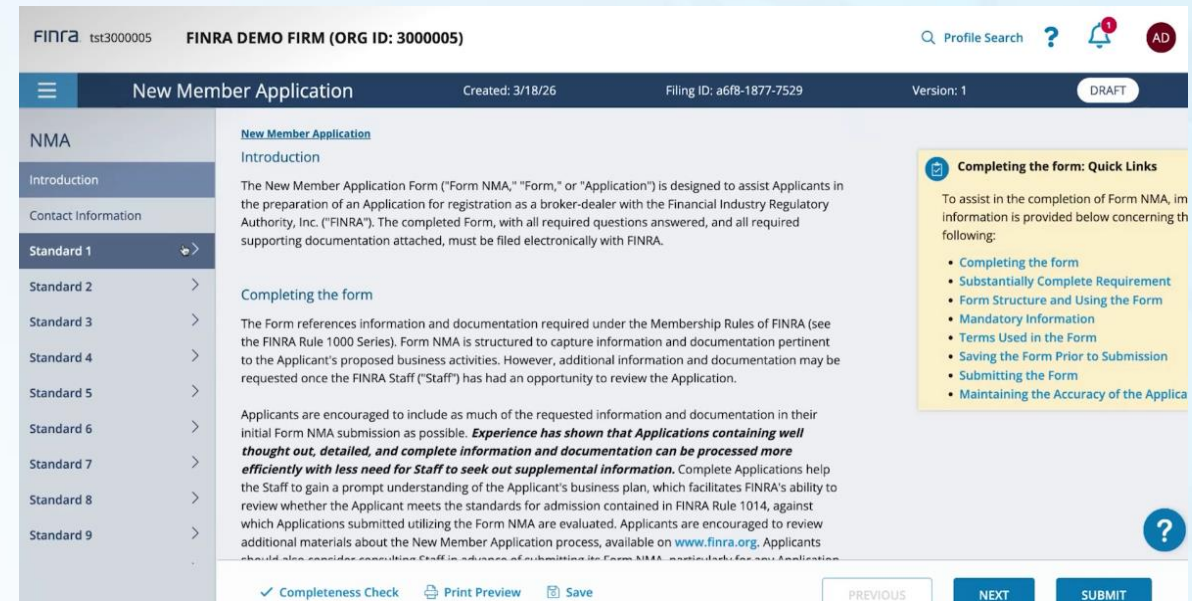 FINRA tst3000005 FINRA DEMO FIRM (ORG ID: 3000005)
Profile Search ? 1 AD
New Member Application Created: 3/18/26 Filing ID: a6f8-1877-7529 Version: 1 DRAFT
NMA
Introduction
Contact Information
Standard 1
Standard 2
Standard 3
Standard 4
Standard 5
Standard 6
Standard 7
Standard 8
Standard 9
New Member Application
Introduction
The New Member Application Form ("Form NMA," "Form," or "Application") is designed to assist Applicants in
the preparation of an Application for registration as a broker-dealer with the Financial Industry Regulatory
Authority, Inc. ("FINRA"). The completed Form, with all required questions answered, and all required
supporting documentation attached, must be filed electronically with FINRA.
Completing the form
The Form references information and documentation required under the Membership Rules of FINRA (see
the FINRA Rule 1000 Series). Form NMA is structured to capture information and documentation pertinent
to the Applicant's proposed business activities. However, additional information and documentation may be
requested once the FINRA Staff ("Staff") has had an opportunity to review the Application.
Applicants are encouraged to include as much of the requested information and documentation in their
initial Form NMA submission as possible. Experience has shown that Applications containing well
thought out, detailed, and complete information and documentation can be processed more
efficiently with less need for Staff to seek out supplemental information. Complete Applications help
the Staff to gain a prompt understanding of the Applicant's business plan, which facilitates FINRA's ability to
review whether the Applicant meets the standards for admission contained in FINRA Rule 1014, against
which Applications submitted utilizing the Form NMA are evaluated. Applicants are encouraged to review
additional materials about the New Member Application process, available on www.finra.org. Applicants
should also consider consulting Staff in advance of submitting its Form NMA, particularly for any Application
Completing the form: Quick Links
To assist in the completion of Form NMA, im
information is provided below concerning th
following:
• Completing the form
• Substantially Complete Requirement
• Form Structure and Using the Form
• Mandatory Information
• Terms Used in the Form
• Saving the Form Prior to Submission
• Submitting the Form
• Maintaining the Accuracy of the Applica
?
Completeness Check Print Preview Save PREVIOUS NEXT SUBMIT